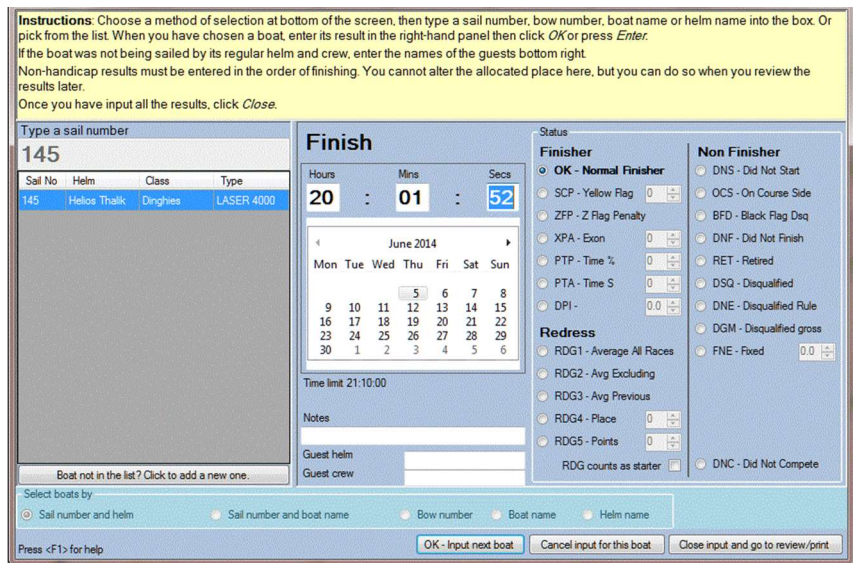 Instructions: Choose a method of selection at bottom of the screen, then type a sail number, bow number, boat name or helm name into the box. Or
pick from the list. When you have chosen a boat, enter its result in the right-hand panel then click OK or press Enter.
If the boat was not being sailed by its regular helm and crew, enter the names of the guests bottom right.
Non-handicap results must be entered in the order of finishing. You cannot alter the allocated place here, but you can do so when you review the
results later.
Once you have input all the results, click Close.
Type a sail number
145
Sail No Helm Class Type
145 Helios Thalik Dinghies LASER 4000
Boat not in the list? Click to add a new one.
Finish
Hours Mins Secs
20 : 01 : 52
June 2014
Mon Tue Wed Thu Fri Sat Sun
5 6 7 8
9 10 11 12 13 14 15
16 17 18 19 20 21 22
23 24 25 26 27 28 29
30 1 2 3 4 5 6
Time limit 21:10:00
Notes
Guest helm
Guest crew
Status
Finisher
OK - Normal Finisher
SCP - Yellow Flag 0
ZFP - Z Flag Penalty
XPA - Exon 0
PTP - Time % 0
PTA - Time S 0
DPI - 0.0
Redress
RDG1 - Average All Races
RDG2 - Avg Excluding
RDG3 - Avg Previous
RDG4 - Place 0
RDG5 - Points 0
RDG counts as starter
Non Finisher
DNS - Did Not Start
OCS - On Course Side
BFD - Black Flag Dsq
DNF - Did Not Finish
RET - Retired
DSQ - Disqualified
DNE - Disqualified Rule
DGM - Disqualified gross
FNE - Fixed 0.0
DNC - Did Not Compete
Select boats by
Sail number and helm Sail number and boat name Bow number Boat name Helm name
Press <F1> for help
OK - Input next boat Cancel input for this boat Close input and go to review/print